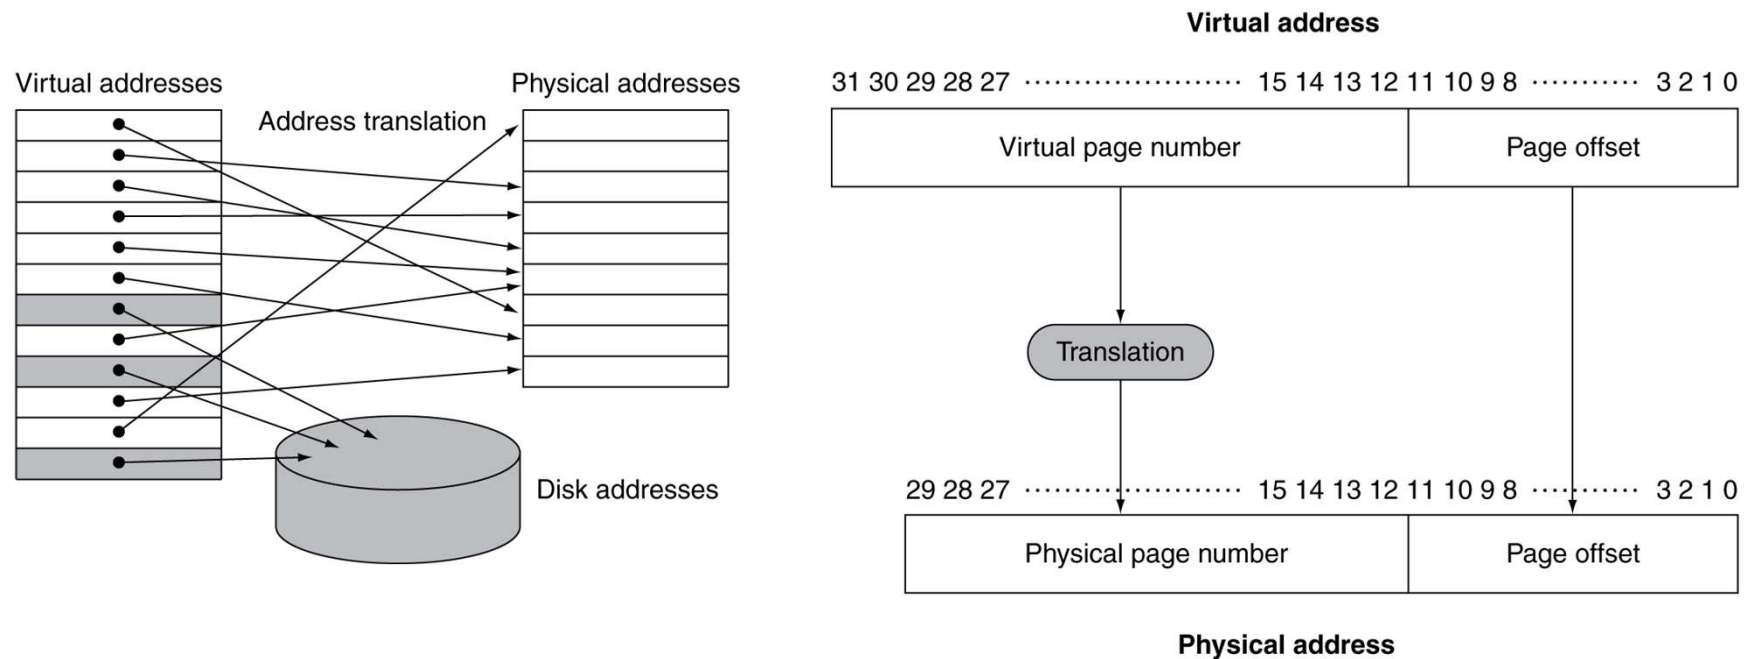 Virtual addresses
Physical addresses
Address translation
Disk addresses
Virtual address
31 30 29 28 27 ······················· 15 14 13 12 11 10 9 8 ··········· 3 2 1 0
Virtual page number
Page offset
Translation
29 28 27 ······················· 15 14 13 12 11 10 9 8 ··········· 3 2 1 0
Physical page number
Page offset
Physical address